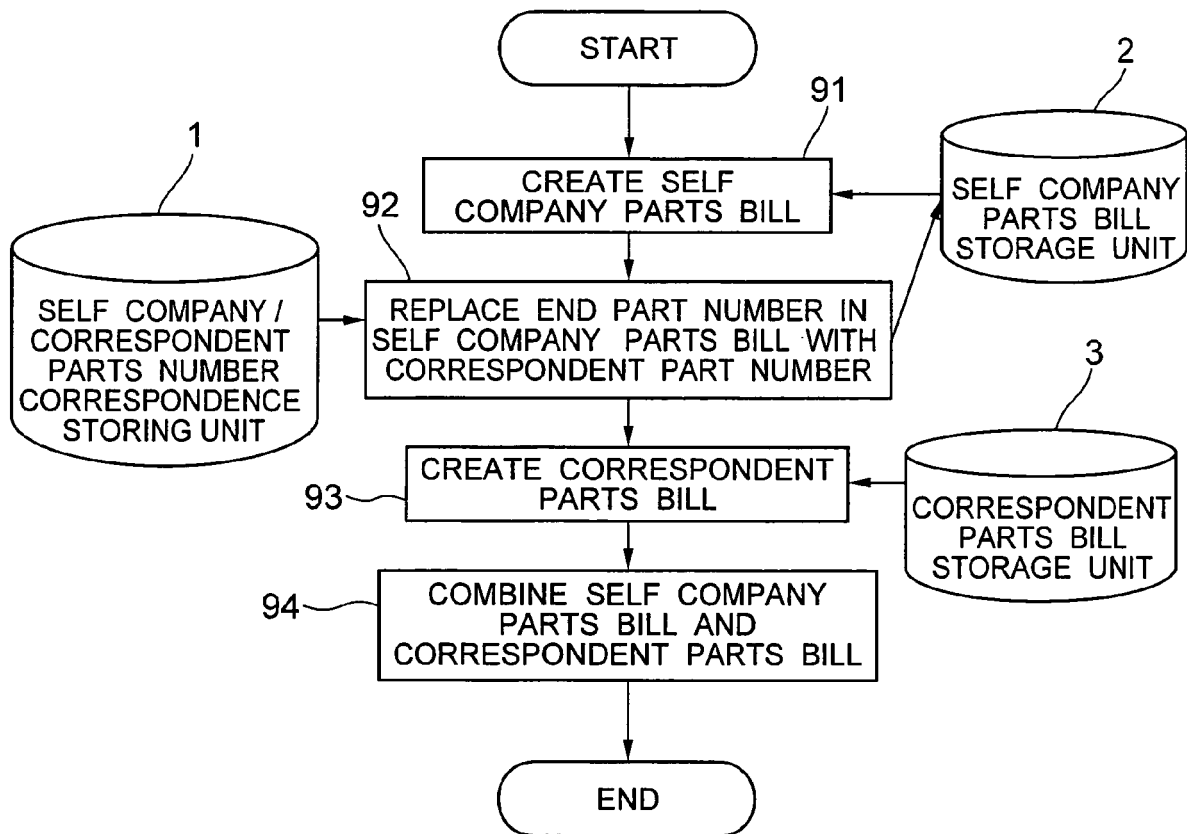 START
91
2
1
CREATE SELF
COMPANY PARTS BILL
SELF COMPANY
PARTS BILL
STORAGE UNIT
92
SELF COMPANY /
CORRESPONDENT
PARTS NUMBER
CORRESPONDENCE
STORING UNIT
REPLACE END PART NUMBER IN
SELF COMPANY PARTS BILL WITH
CORRESPONDENT PART NUMBER
3
93
CREATE CORRESPONDENT
PARTS BILL
CORRESPONDENT
PARTS BILL
STORAGE UNIT
94
COMBINE SELF COMPANY
PARTS BILL AND
CORRESPONDENT PARTS BILL
END